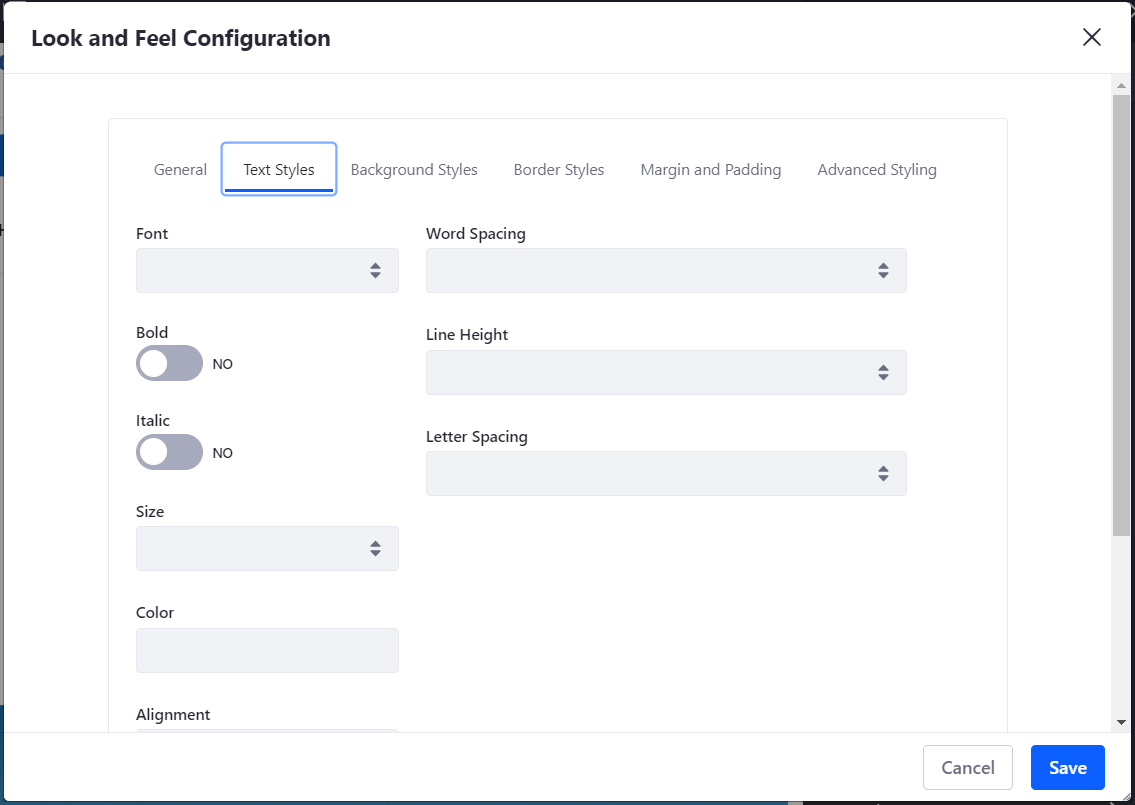 Look and Feel Configuration
General Text Styles Background Styles Border Styles Margin and Padding Advanced Styling
Font
Word Spacing
Bold
NO
Line Height
Italic
NO
Letter Spacing
Size
Color
Alignment
Cancel Save